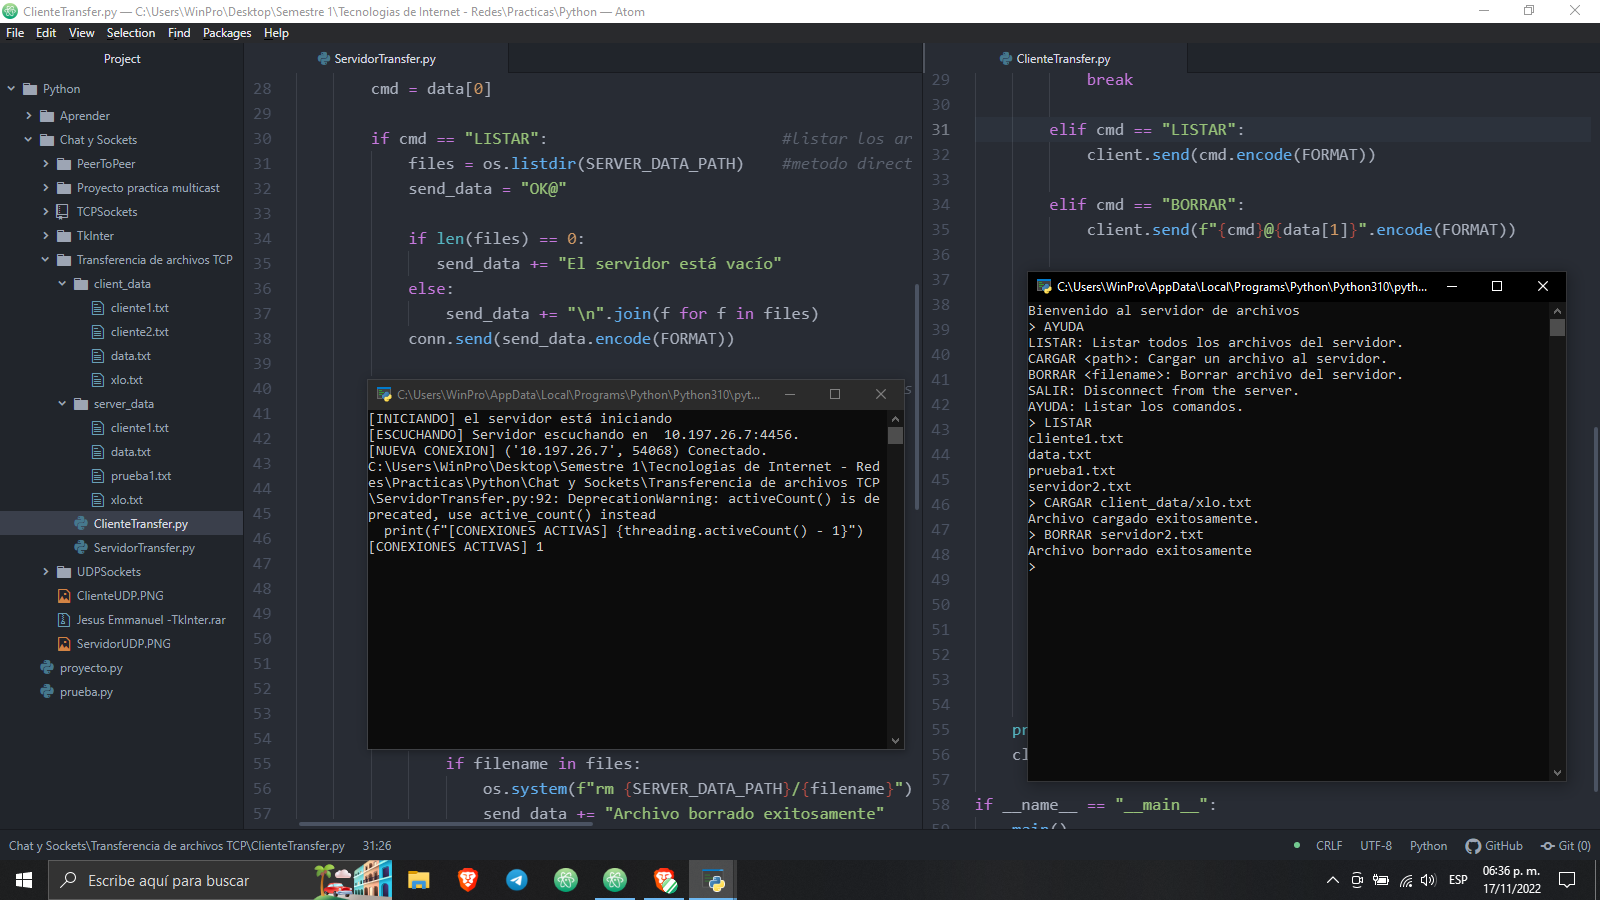 ClienteTransfer.py — C:\Users\WinPro\Desktop\Semestre 1\Tecnologias de Internet - Redes\Practicas\Python — Atom
File Edit View Selection Find Packages Help
Project
Python
Aprender
Chat y Sockets
PeerToPeer
Proyecto practica multicast
TCPSockets
TkInter
Transferencia de archivos TCP
client_data
cliente1.txt
cliente2.txt
data.txt
xlo.txt
server_data
cliente1.txt
data.txt
prueba1.txt
xlo.txt
ClienteTransfer.py
ServidorTransfer.py
UDPSockets
ClienteUDP.PNG
Jesus Emmanuel -TkInter.rar
ServidorUDP.PNG
proyecto.py
prueba.py
ServidorTransfer.py
28 cmd = data[0]
29
30 if cmd == "LISTAR": #listar los ar
31 files = os.listdir(SERVER_DATA_PATH) #metodo direct
32 send_data = "OK@"
33
34 if len(files) == 0:
35 send_data += "El servidor está vacío"
36 else:
37 send_data += "\n".join(f for f in files)
38 conn.send(send_data.encode(FORMAT))
39
40 s
41
42
43
44
45
46
47
48
49
50
51
52
53
54
55 if filename in files:
56 os.system(f"rm {SERVER_DATA_PATH}/{filename}")
57 send_data += "Archivo borrado exitosamente"
C:\Users\WinPro\AppData\Local\Programs\Python\Python310\pyt...
[INICIANDO] el servidor está iniciando
[ESCUCHANDO] Servidor escuchando en  10.197.26.7:4456.
[NUEVA CONEXION] ('10.197.26.7', 54068) Conectado.
C:\Users\WinPro\Desktop\Semestre 1\Tecnologias de Internet - Red
es\Practicas\Python\Chat y Sockets\Transferencia de archivos TCP
\ServidorTransfer.py:92: DeprecationWarning: activeCount() is de
precated, use active_count() instead
print(f"[CONEXIONES ACTIVAS] {threading.activeCount() - 1}")
[CONEXIONES ACTIVAS] 1
ClienteTransfer.py
29 break
30
31 elif cmd == "LISTAR":
32 client.send(cmd.encode(FORMAT))
33
34 elif cmd == "BORRAR":
35 client.send(f"{cmd}@{data[1]}".encode(FORMAT))
36
37
38
39
40
41
42
43
44
45
46
47
48
49
50
51
52
53
54
55 pr
56 cl
57
58 if __name__ == "__main__":
59 main()
C:\Users\WinPro\AppData\Local\Programs\Python\Python310\pyth...
Bienvenido al servidor de archivos
> AYUDA
LISTAR: Listar todos los archivos del servidor.
CARGAR <path>: Cargar un archivo al servidor.
BORRAR <filename>: Borrar archivo del servidor.
SALIR: Disconnect from the server.
AYUDA: Listar los comandos.
> LISTAR
cliente1.txt
data.txt
prueba1.txt
servidor2.txt
> CARGAR client_data/xlo.txt
Archivo cargado exitosamente.
> BORRAR servidor2.txt
Archivo borrado exitosamente
>
Chat y Sockets\Transferencia de archivos TCP\ClienteTransfer.py 31:26
CRLF UTF-8 Python GitHub Git (0)
Escribe aquí para buscar
ESP
06:36 p. m.
17/11/2022